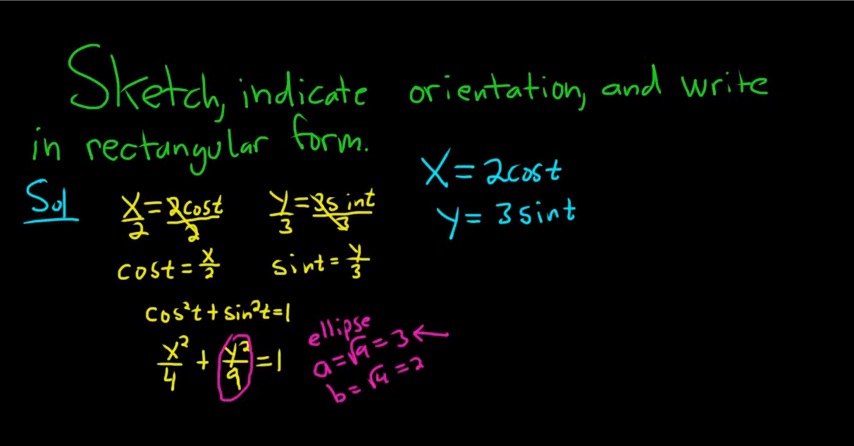 Sketch, indicate orientation, and write
in rectangular form.
X = 2cost
y = 3sint
Sol
X/2 = 2cost/2    y/3 = 3sint/3
cost = x/2    sint = y/3
cos²t + sin²t = 1
x²/4 + y²/9 = 1
ellipse
a = √9 = 3 ←
b = √4 = 2